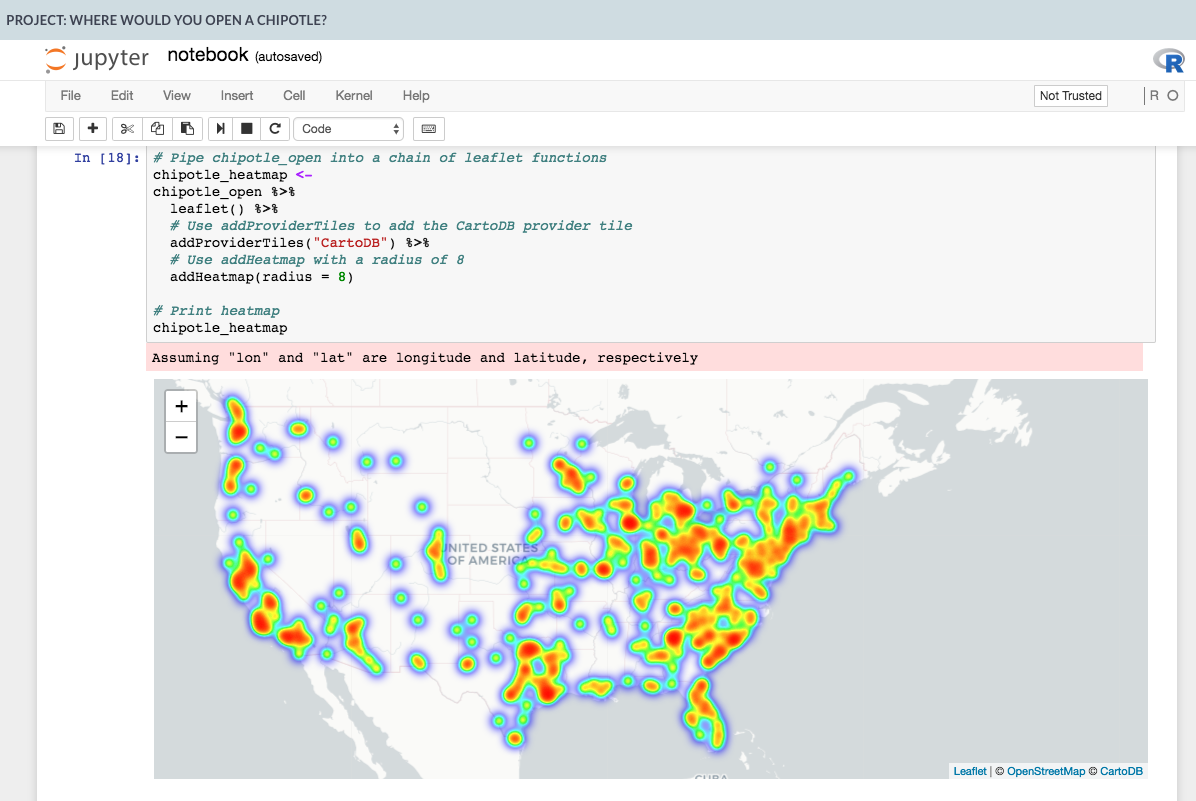 PROJECT: WHERE WOULD YOU OPEN A CHIPOTLE?
jupyter notebook (autosaved)
R
File Edit View Insert Cell Kernel Help
Not Trusted
R
Code
In [18]:
# Pipe chipotle_open into a chain of leaflet functions
chipotle_heatmap <-
chipotle_open %>%
  leaflet() %>%
  # Use addProviderTiles to add the CartoDB provider tile
  addProviderTiles("CartoDB") %>%
  # Use addHeatmap with a radius of 8
  addHeatmap(radius = 8)
# Print heatmap
chipotle_heatmap
Assuming "lon" and "lat" are longitude and latitude, respectively
+
−
UNITED STATES
OF AMERICA
CUBA
Leaflet | © OpenStreetMap © CartoDB